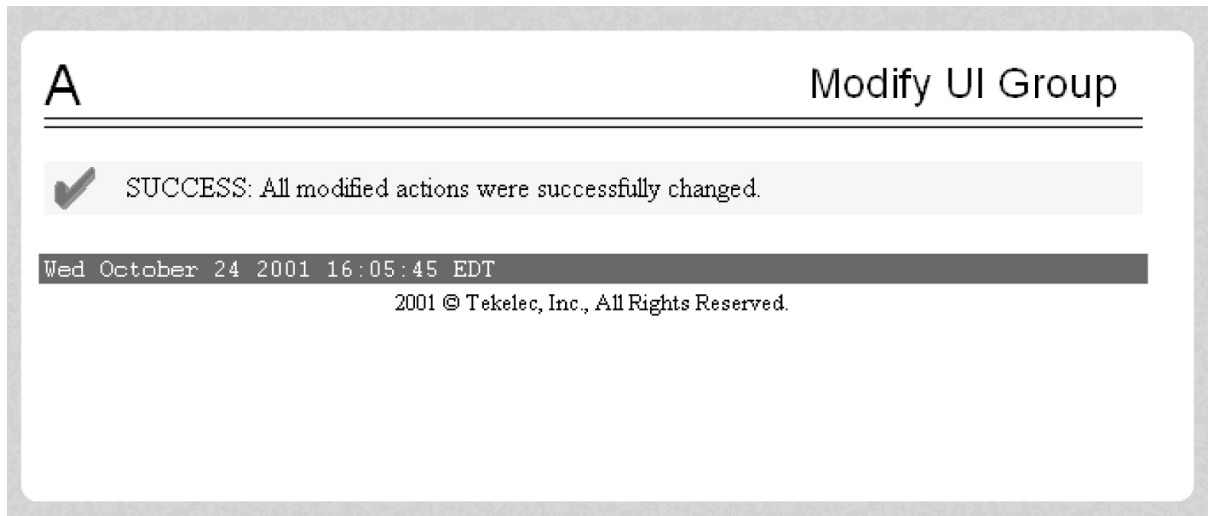 A
Modify UI Group
SUCCESS: All modified actions were successfully changed.
Wed October 24 2001 16:05:45 EDT
2001 © Tekelec, Inc., All Rights Reserved.